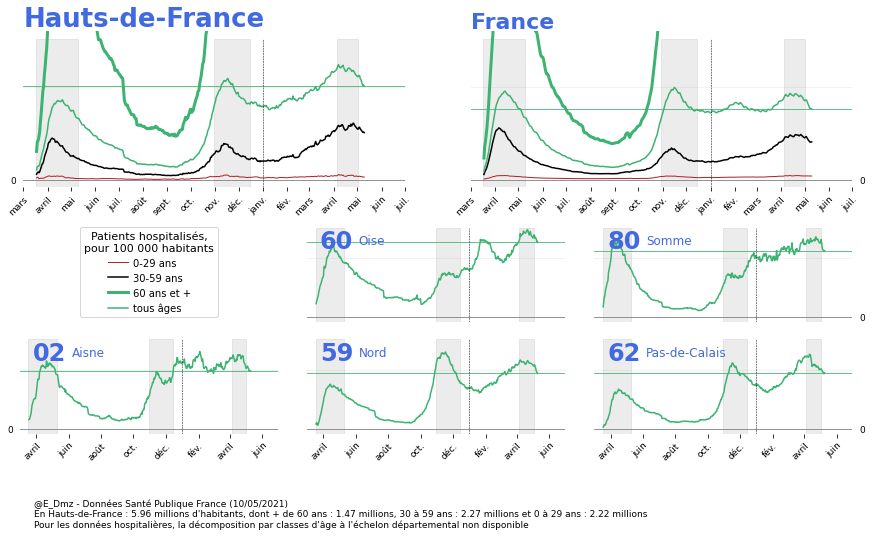 Hauts-de-France
France
0
0
mars avril mai juin juil. août sept. oct. nov. déc. janv. fév. mars avril mai juin juil.
mars avril mai juin juil. août sept. oct. nov. déc. janv. fév. mars avril mai juin juil.
Patients hospitalisés,
pour 100 000 habitants
0-29 ans
30-59 ans
60 ans et +
tous âges
60 Oise
80 Somme
0
02 Aisne
59 Nord
62 Pas-de-Calais
0
0
avril juin août oct. déc. fév. avril juin
avril juin août oct. déc. fév. avril juin
avril juin août oct. déc. fév. avril juin
@E_Dmz - Données Santé Publique France (10/05/2021)
En Hauts-de-France : 5.96 millions d'habitants, dont + de 60 ans : 1.47 millions, 30 à 59 ans : 2.27 millions et 0 à 29 ans : 2.22 millions
Pour les données hospitalières, la décomposition par classes d'âge à l'échelon départemental non disponible